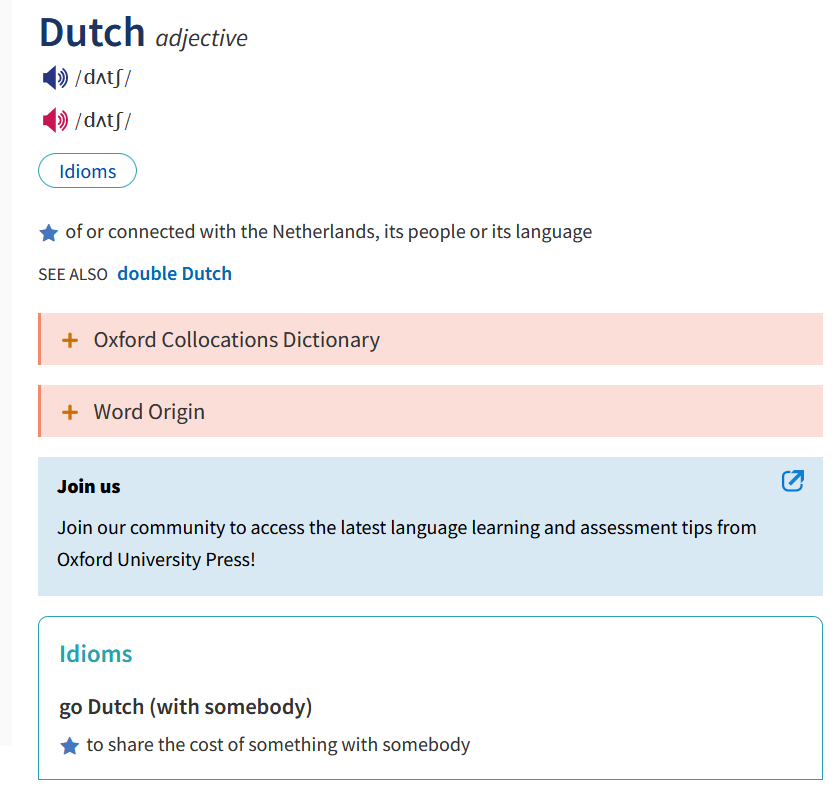 Dutch adjective
/dʌtʃ/
/dʌtʃ/
Idioms
of or connected with the Netherlands, its people or its language
SEE ALSO double Dutch
+ Oxford Collocations Dictionary
+ Word Origin
Join us
Join our community to access the latest language learning and assessment tips from
Oxford University Press!
Idioms
go Dutch (with somebody)
to share the cost of something with somebody